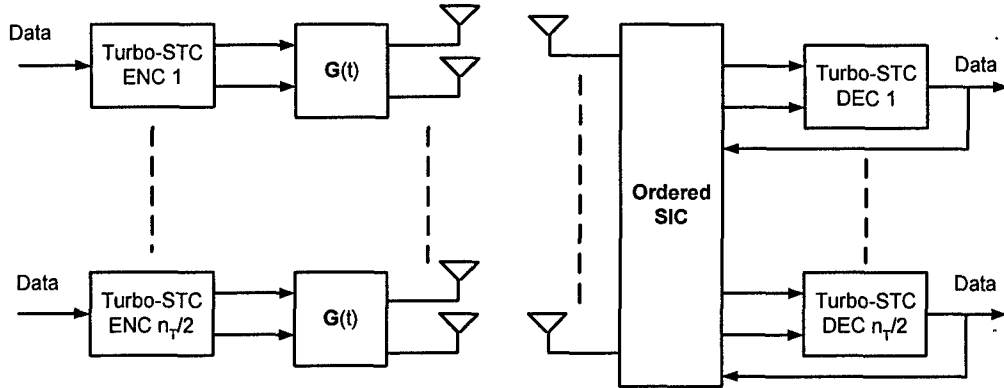 Data
Turbo-STC
ENC 1
G(t)
Data
Turbo-STC
ENC n_T/2
G(t)
Ordered
SIC
Turbo-STC
DEC 1
Data
Turbo-STC
DEC n_T/2
Data